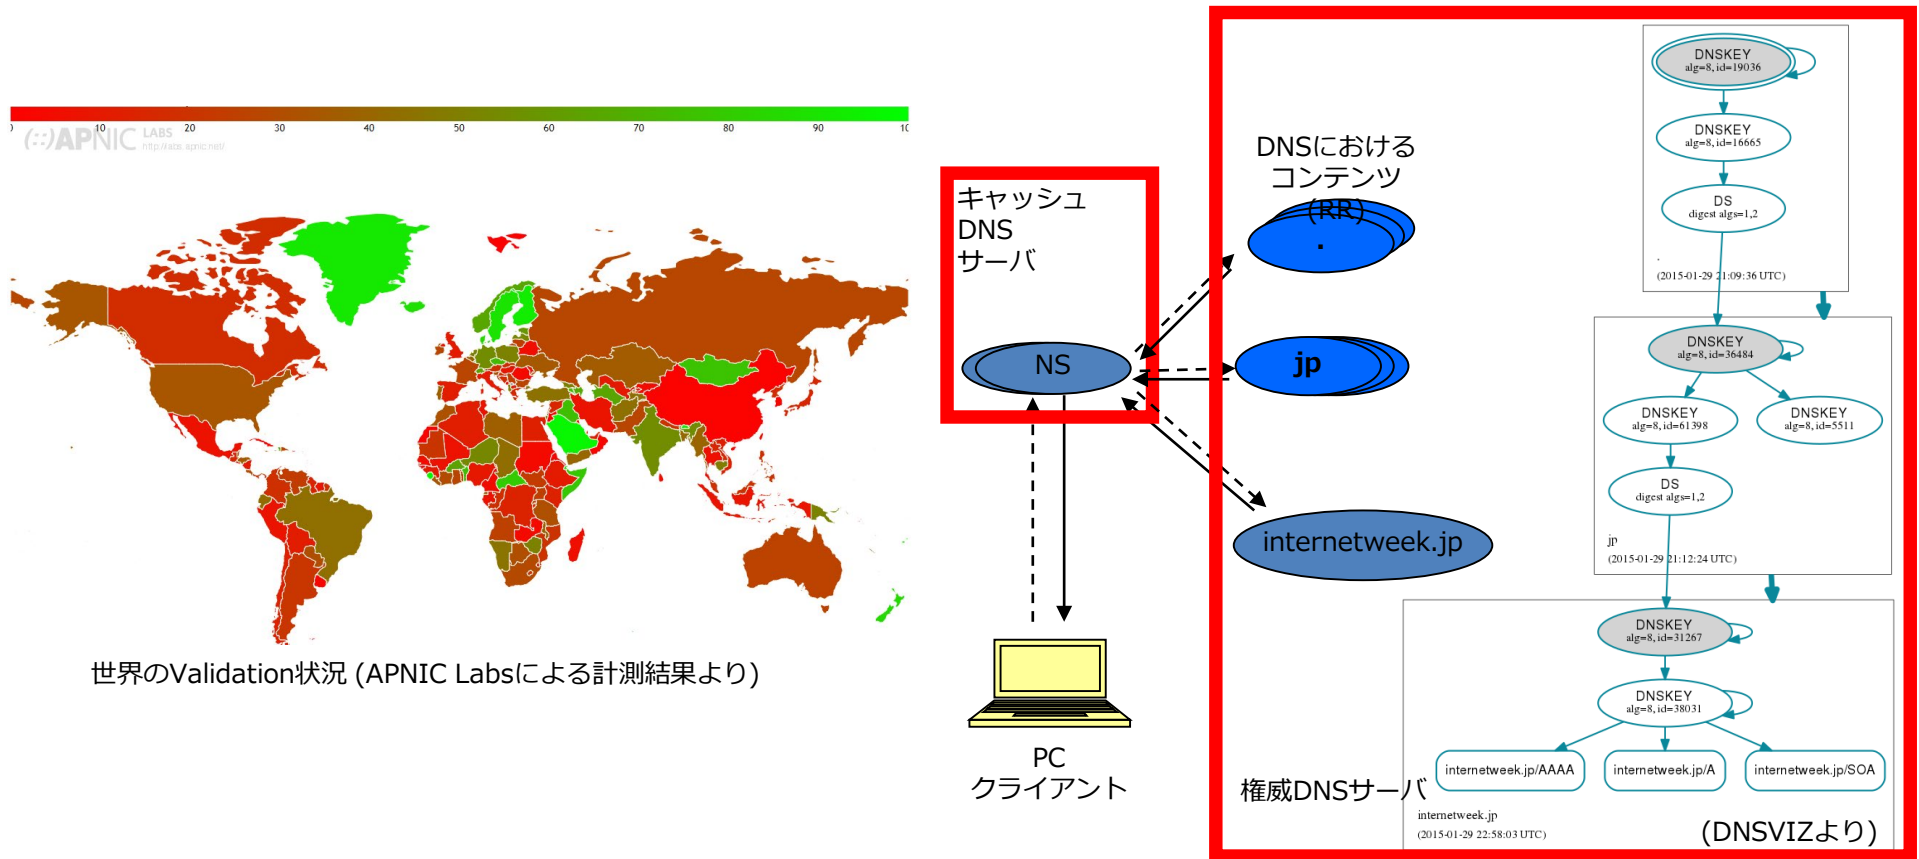 ) 10 20 30 40 50 60 70 80 90 10
(::)APNIC LABS
http://labs.apnic.net/
世界のValidation状況 (APNIC Labsによる計測結果より)
キャッシュ
DNS
サーバ
NS
PC
クライアント
DNSにおける
コンテンツ
(RR)
.
jp
internetweek.jp
権威DNSサーバ
DNSKEY
alg=8, id=19036
DNSKEY
alg=8, id=16665
DS
digest algs=1,2
.
(2015-01-29 21:09:36 UTC)
DNSKEY
alg=8, id=36484
DNSKEY
alg=8, id=61398
DNSKEY
alg=8, id=5511
DS
digest algs=1,2
jp
(2015-01-29 21:12:24 UTC)
DNSKEY
alg=8, id=31267
DNSKEY
alg=8, id=38031
internetweek.jp/AAAA
internetweek.jp/A
internetweek.jp/SOA
internetweek.jp
(2015-01-29 22:58:03 UTC)
(DNSVIZより)